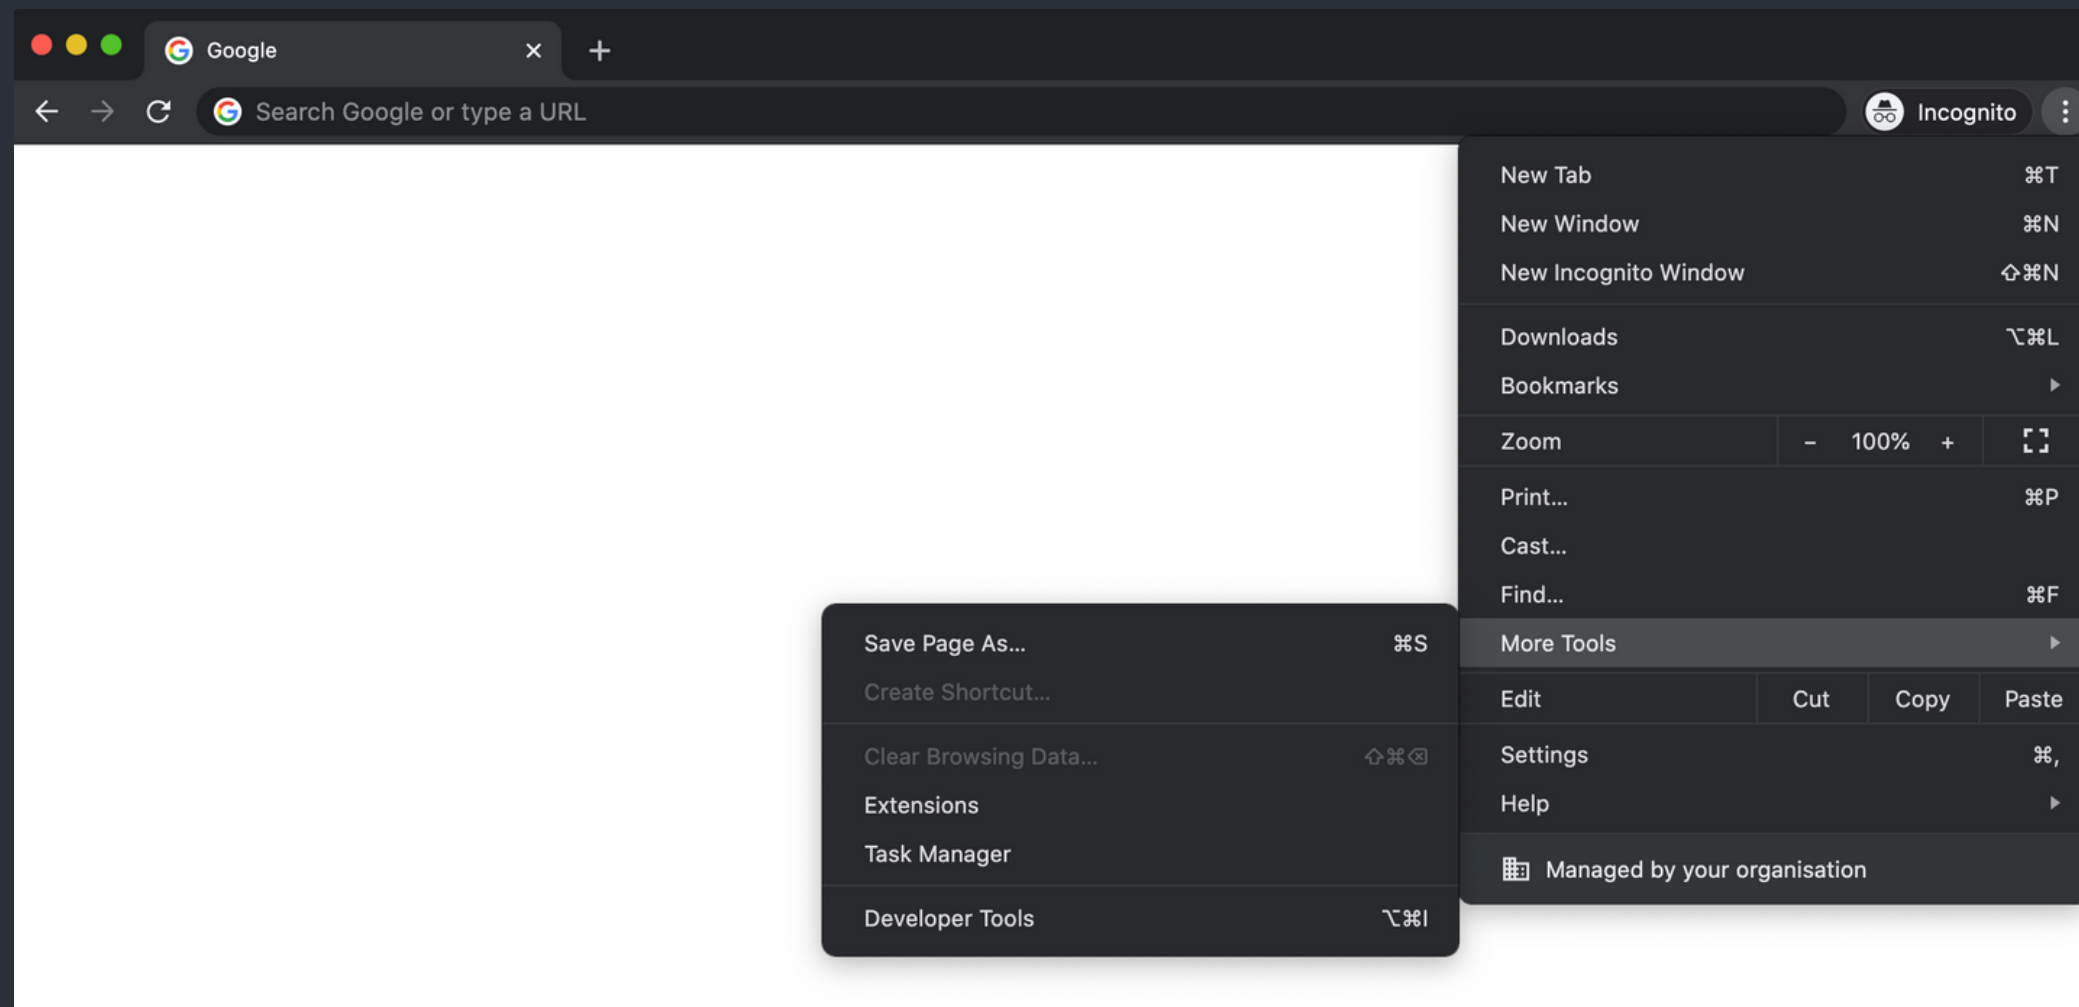 Google
Search Google or type a URL
Incognito
New Tab ⌘T
New Window ⌘N
New Incognito Window ⇧⌘N
Downloads ⌥⌘L
Bookmarks
Zoom - 100% +
Print... ⌘P
Cast...
Find... ⌘F
More Tools
Edit Cut Copy Paste
Settings ⌘,
Help
Managed by your organisation
Save Page As... ⌘S
Create Shortcut...
Clear Browsing Data... ⇧⌘⌫
Extensions
Task Manager
Developer Tools ⌥⌘I